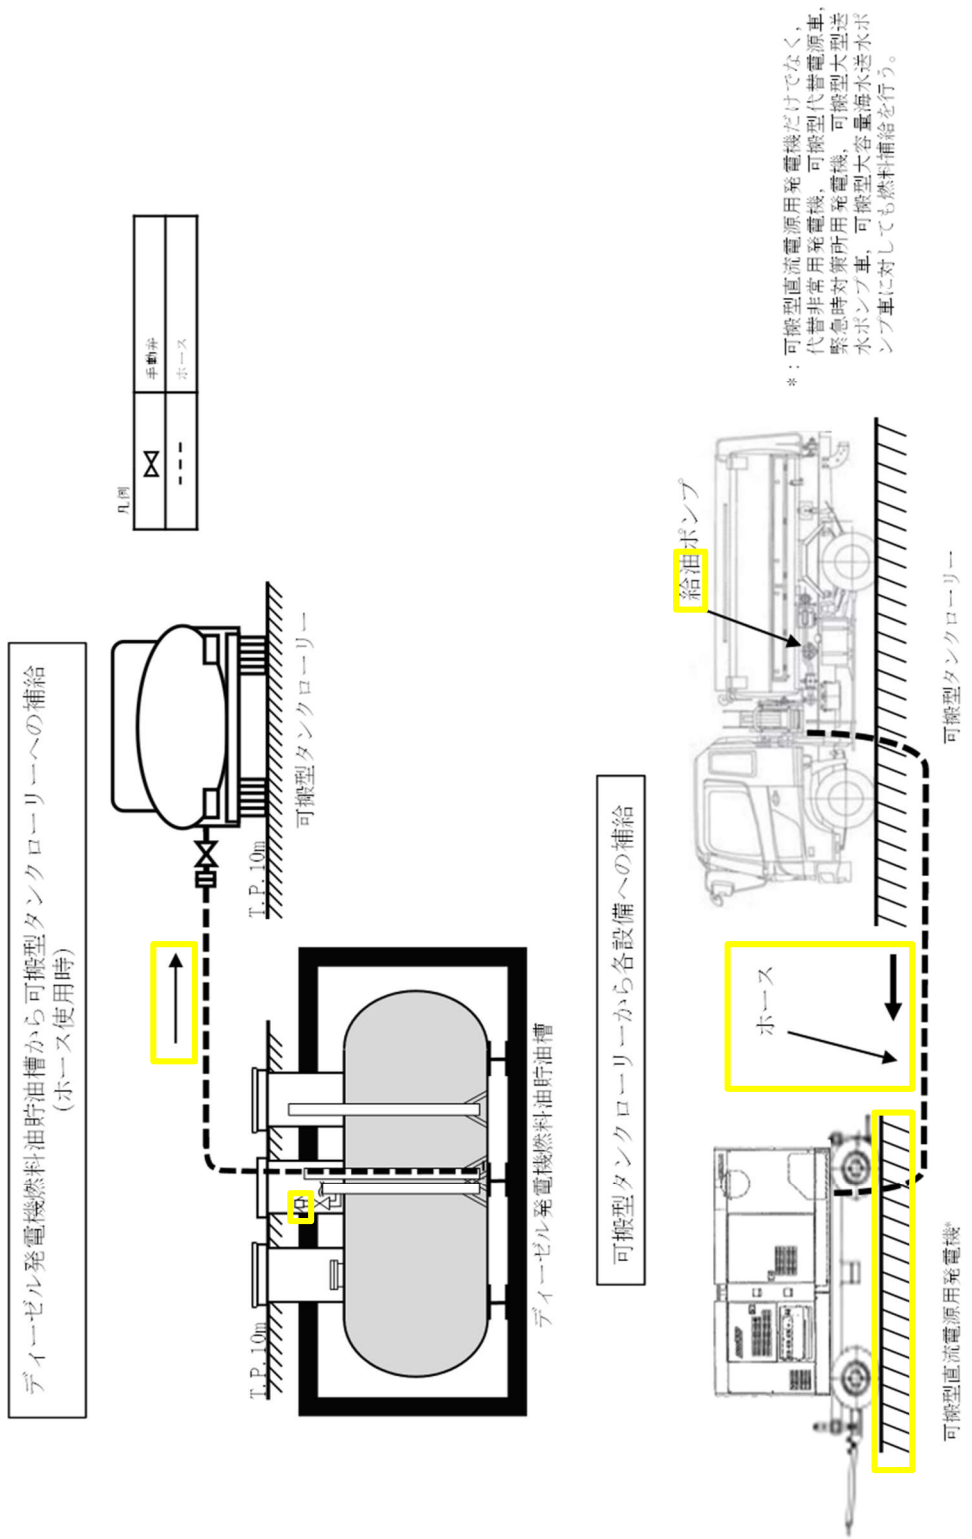 ディーゼル発電機燃料油貯油槽から可搬型タンクローリーへの補給
(ホース使用時)
凡例
手動弁
ホース
T.P.10m
T.P.10m
可搬型タンクローリー
ディーゼル発電機燃料油貯油槽
可搬型タンクローリーから各設備への補給
給油ポンプ
ホース
可搬型直流電源用発電機*
可搬型タンクローリー
*:可搬型直流電源用発電機だけでなく,
代替非常用発電機,可搬型代替電源車,
緊急時対策所用発電機,可搬型大型送
水ポンプ車,可搬型大容量海水送水ポ
ンプ車に対しても燃料補給を行う。